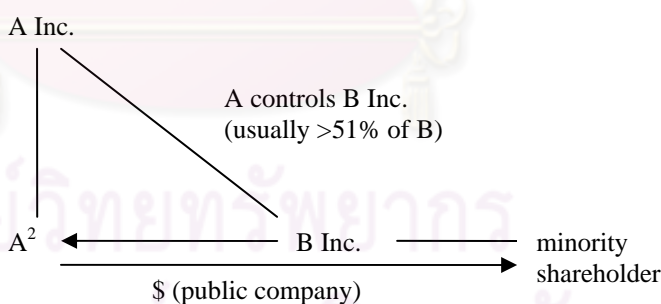 A Inc.
A controls B Inc.
(usually >51% of B)
A²
B Inc.
minority
shareholder
$ (public company)